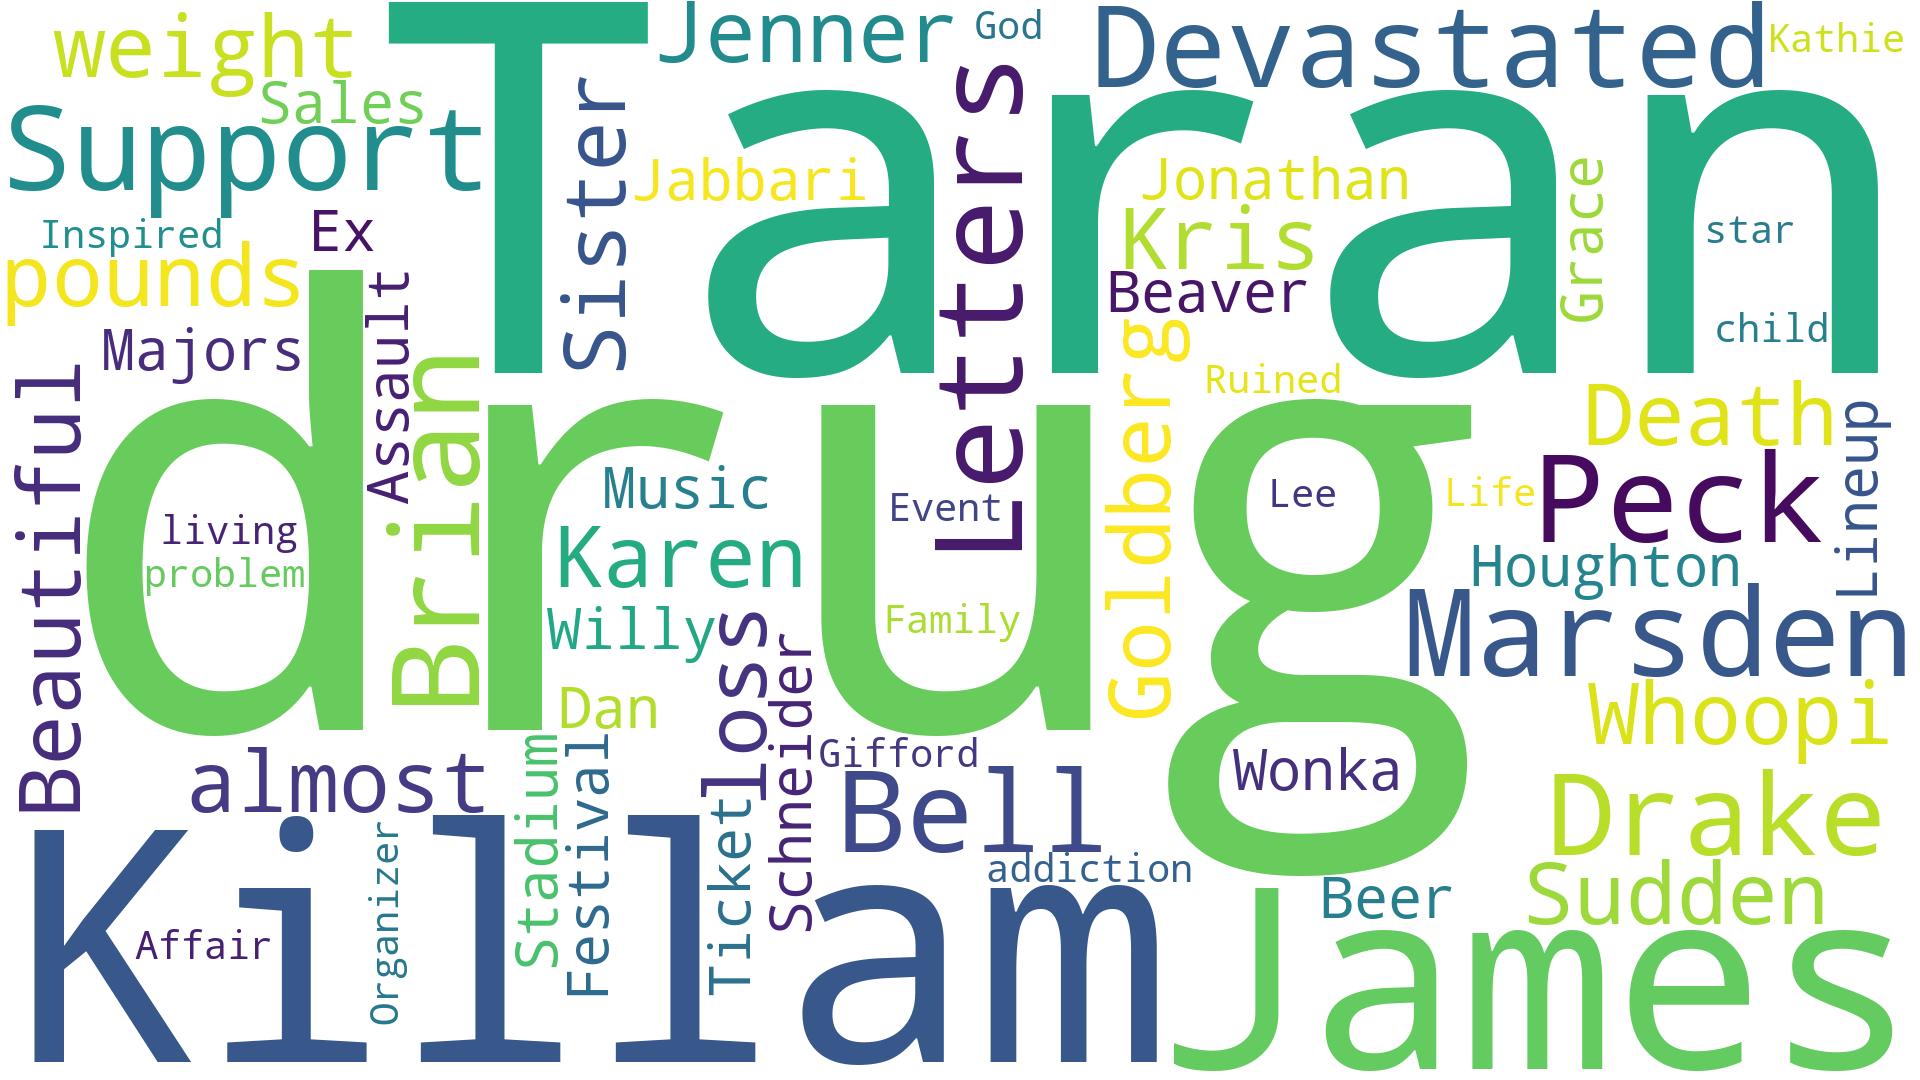 weight
Taran
Jenner
God
Devastated
Kathie
Sales
Support
Sister
Letters
Jabbari
Jonathan
Grace
Inspired
Ex
Kris
star
pounds
Assault
Beaver
child
Majors
Goldberg
Ruined
Beautiful
drug
Brian
Death
Lineup
Music
Event
Lee
Life
Peck
living
problem
Karen
Houghton
Willy
loss
Family
Marsden
Dan
Schneider
Whoopi
Stadium
Festival
Gifford
almost
Bell
Wonka
Drake
Killam
Ticket
addiction
Organizer
Affair
Beer
Sudden
James